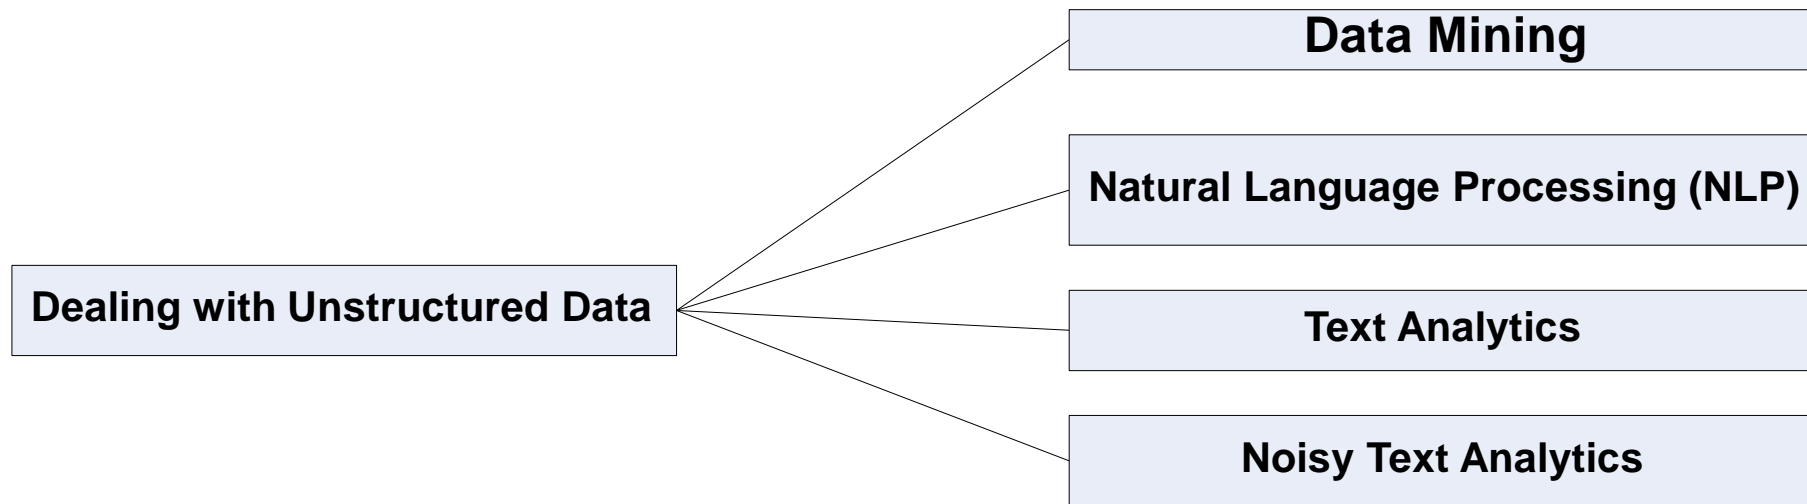 Data Mining
Natural Language Processing (NLP)
Dealing with Unstructured Data
Text Analytics
Noisy Text Analytics